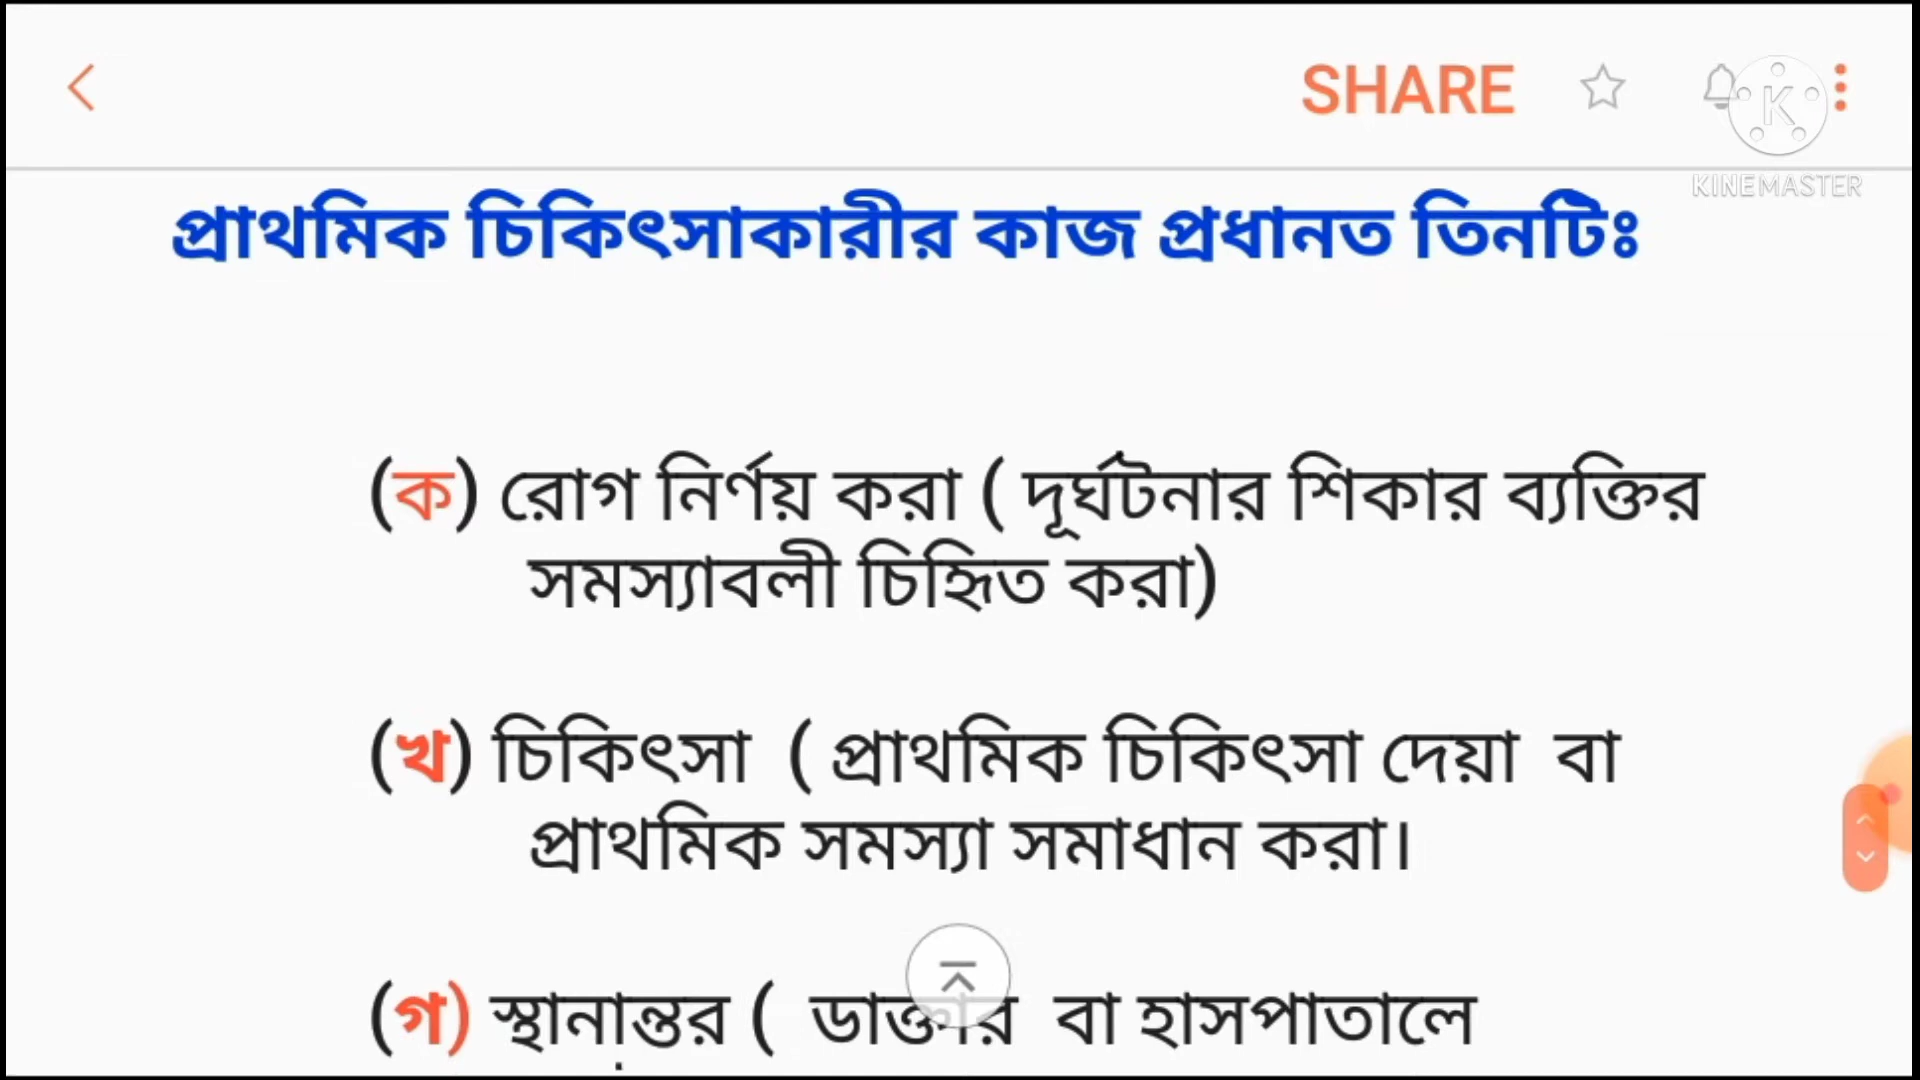 SHARE
KINEMASTER
প্রাথমিক চিকিৎসাকারীর কাজ প্রধানত তিনটিঃ
(ক) রোগ নির্ণয় করা ( দূর্ঘটনার শিকার ব্যক্তির
সমস্যাবলী চিহ্নিত করা)
(খ) চিকিৎসা ( প্রাথমিক চিকিৎসা দেয়া বা
প্রাথমিক সমস্যা সমাধান করা।
(গ) স্থানান্তর ( ডাক্তার বা হাসপাতালে